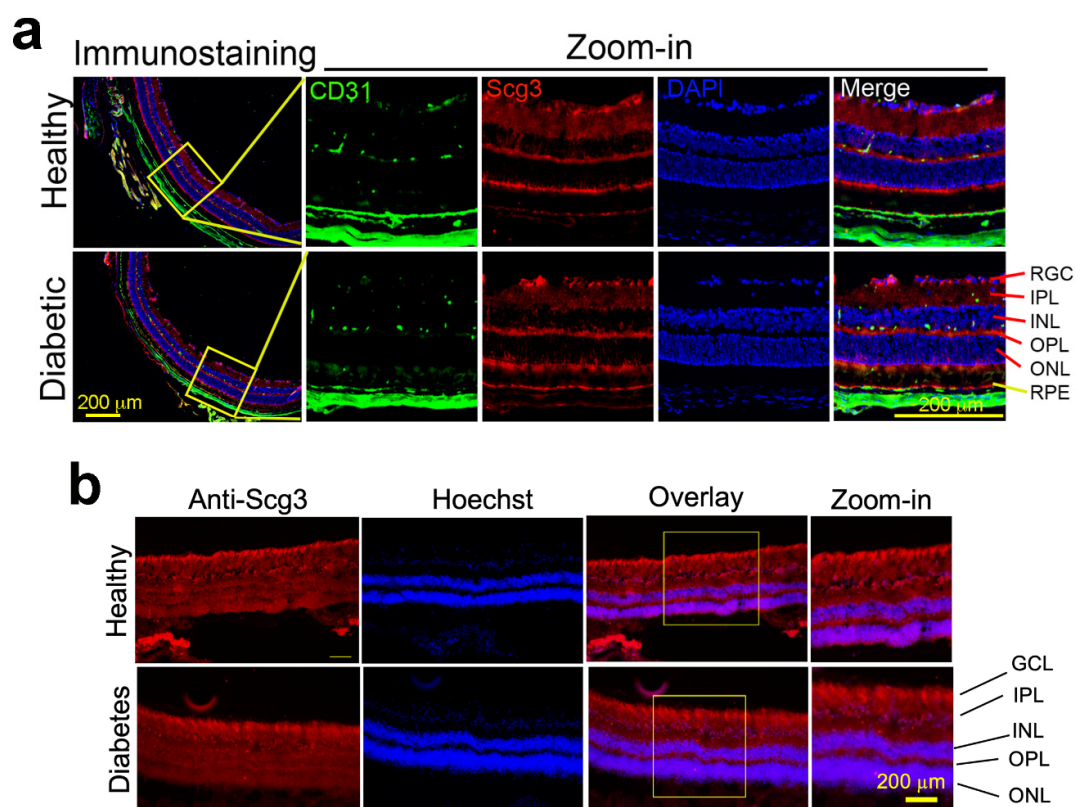 a
Immunostaining
Zoom-in
Healthy
CD31
Scg3
DAPI
Merge
Diabetic
200 μm
200 μm
RGC
IPL
INL
OPL
ONL
RPE
b
Anti-Scg3
Hoechst
Overlay
Zoom-in
Healthy
Diabetes
200 μm
GCL
IPL
INL
OPL
ONL